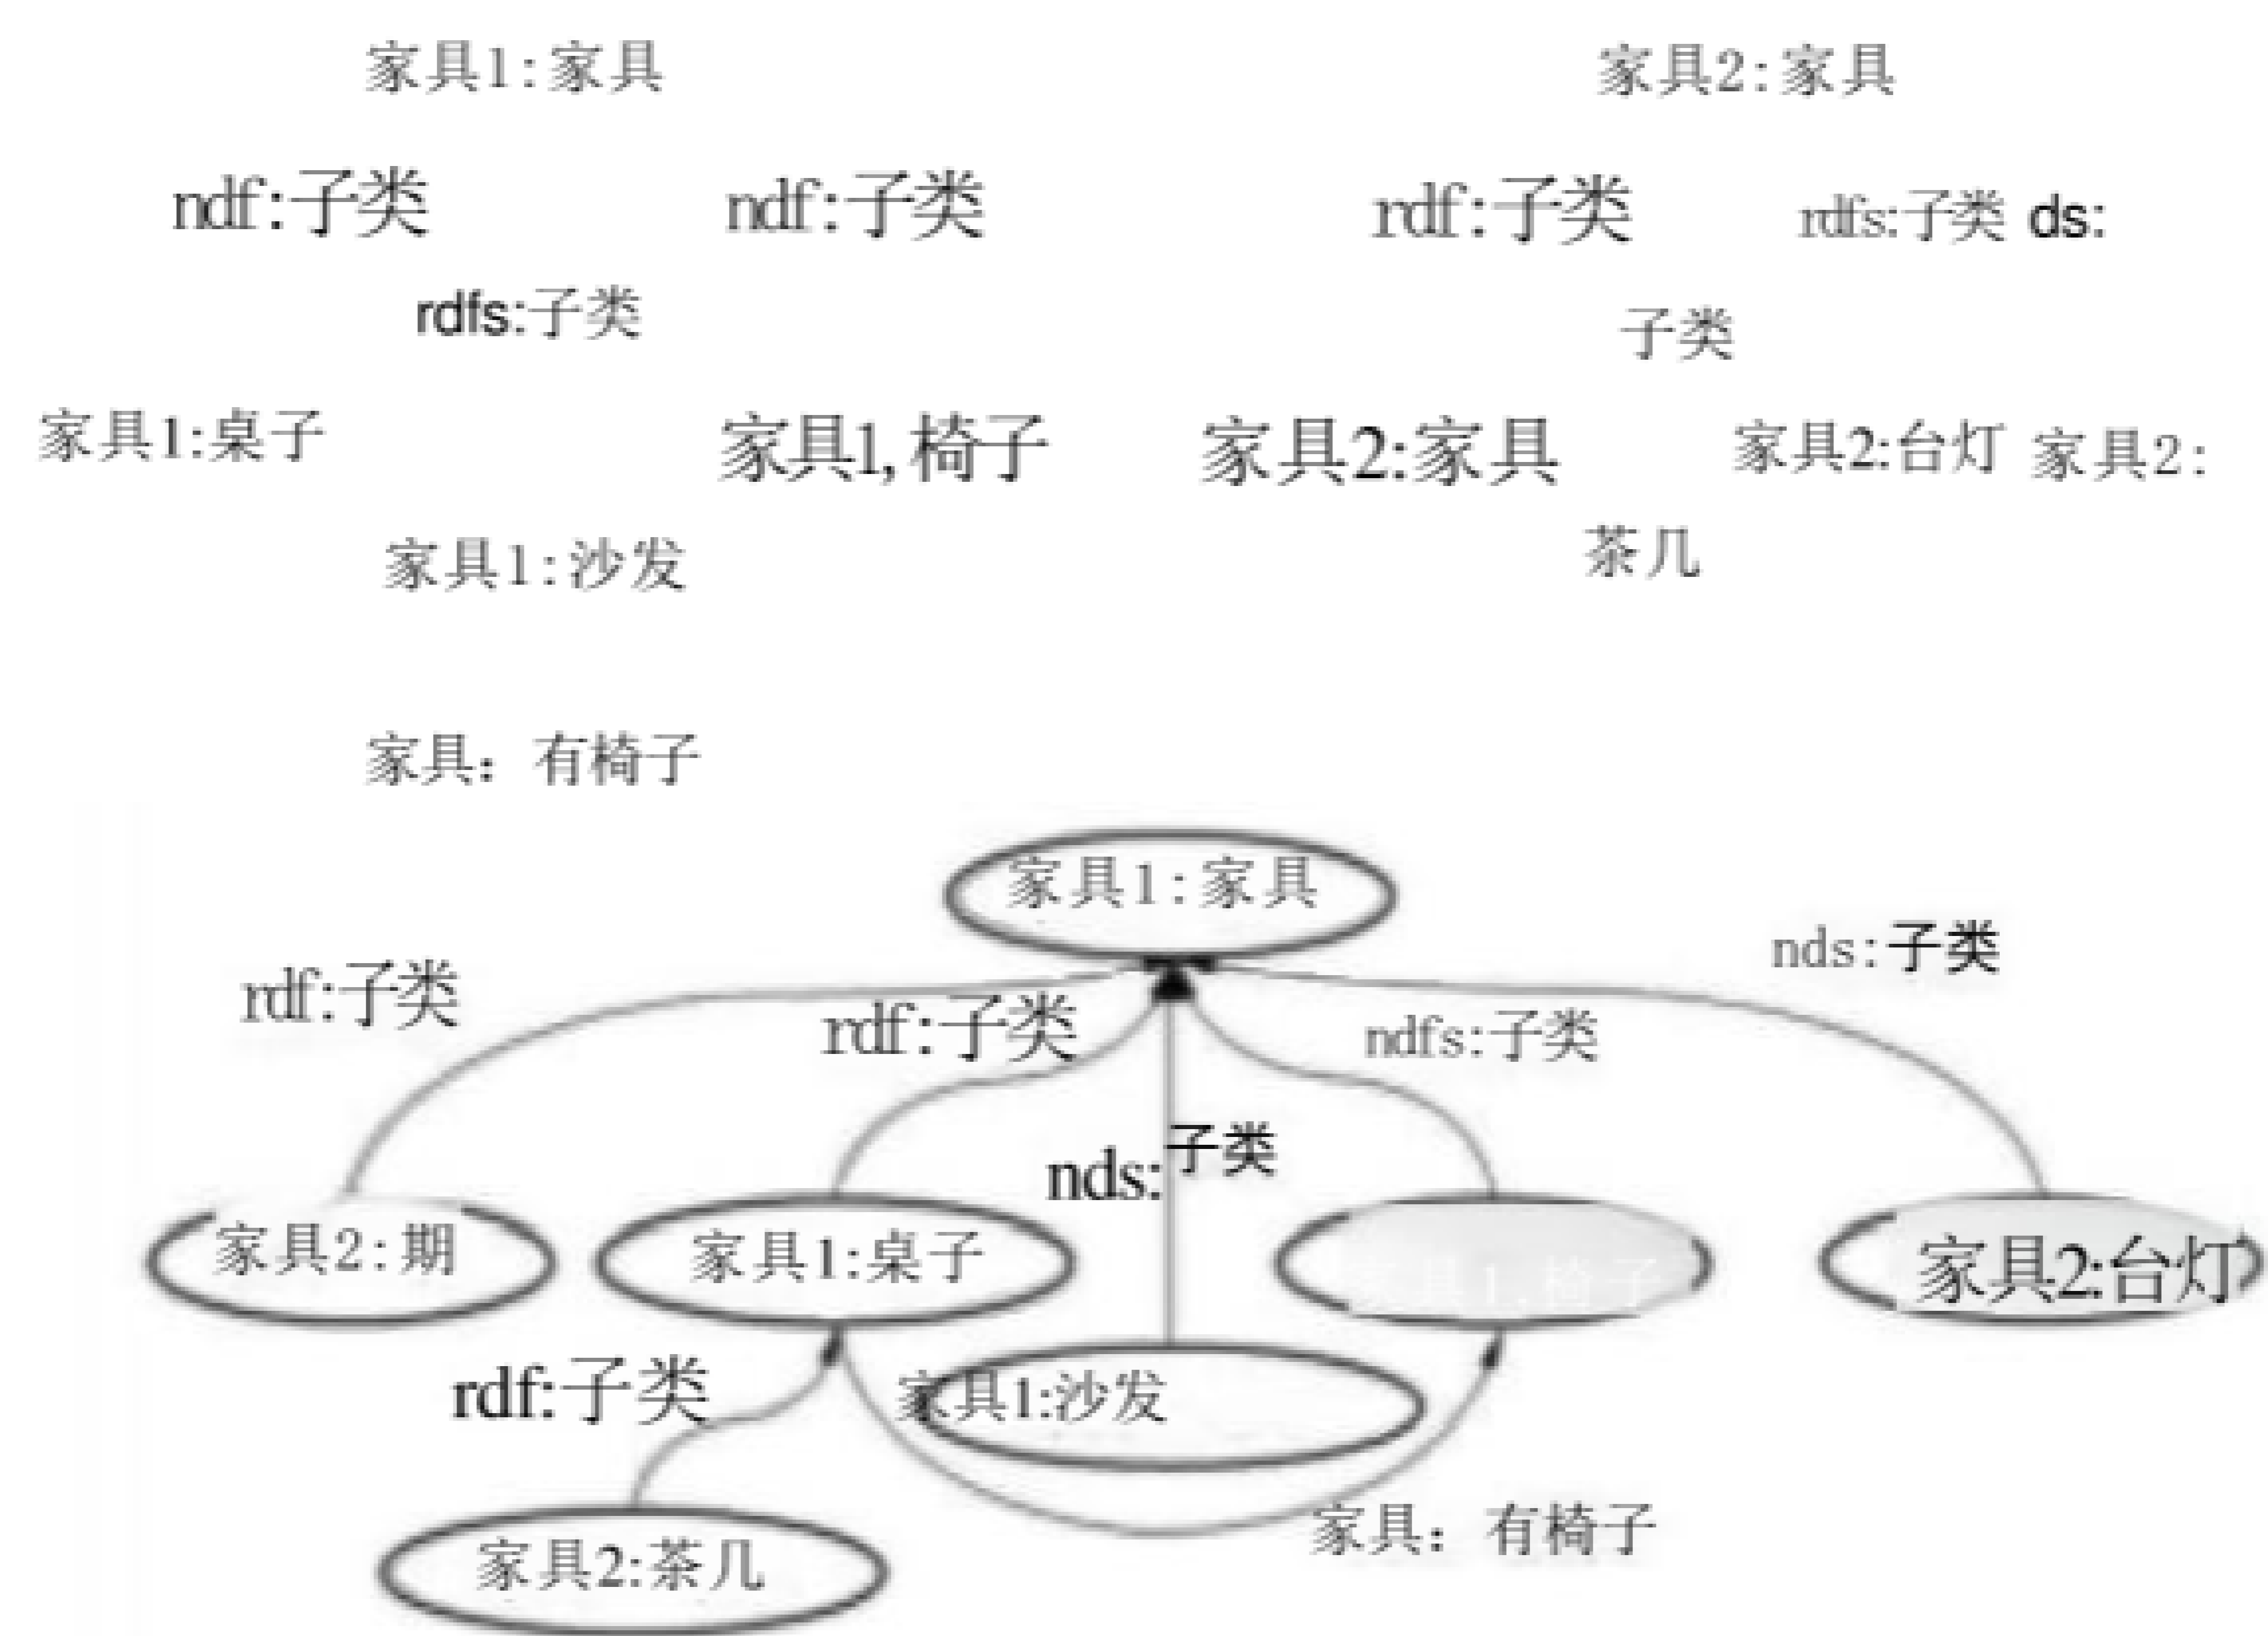 家具1:家具 家具2:家具
ndf:子类 ndf:子类 rdf:子类 rdfs:子类 ds:
rdfs:子类 子类
家具1:桌子 家具1,椅子 家具2:家具 家具2:台灯 家具2:
家具1:沙发 茶几
家具：有椅子
家具1:家具
nds:子类
rdf:子类
rdf:子类 ndfs:子类
nds:子类
家具2:期 家具1:桌子 具1,椅子 家具2:台灯
rdf:子类 家具1:沙发
家具：有椅子
家具2:茶几